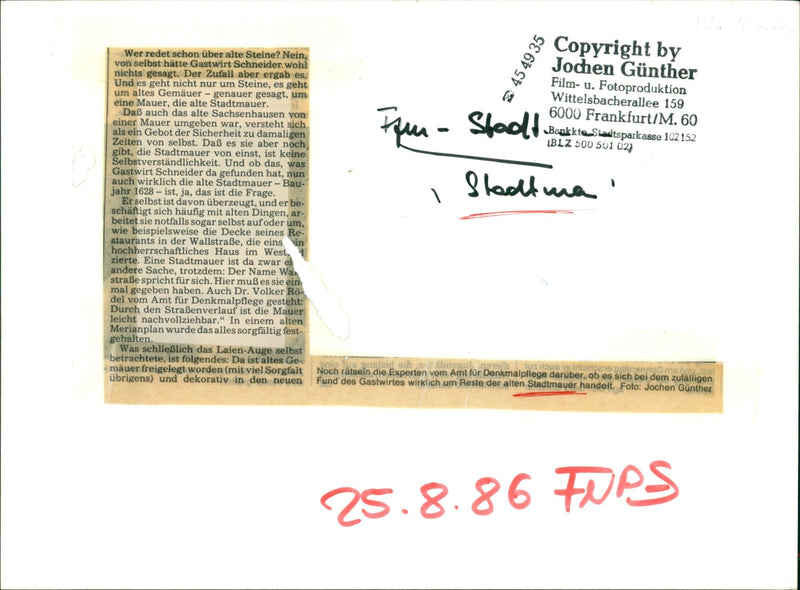 Wer redet schon über alte Steine? Nein,
von selbst hätte Gastwirt Schneider wohl
nichts gesagt. Der Zufall aber ergab es.
Und es geht nicht nur um Steine, es geht
um altes Gemäuer – genauer gesagt, um
eine Mauer, die alte Stadtmauer.
Daß auch das alte Sachsenhausen von
einer Mauer umgeben war, versteht sich
als ein Gebot der Sicherheit zu damaligen
Zeiten von selbst. Daß es sie aber noch
gibt, die Stadtmauer von einst, ist keine
Selbstverständlichkeit. Und ob das, was
Gastwirt Schneider da gefunden hat, nun
auch wirklich die alte Stadtmauer – Bau-
jahr 1628 – ist, ja, das ist die Frage.
Er selbst ist davon überzeugt, und er be-
schäftigt sich häufig mit alten Dingen, ar-
beitet sie notfalls sogar selbst auf oder um,
wie beispielsweise die Decke seines Re-
staurants in der Wallstraße, die einst ein
hochherrschaftliches Haus im
zierte. Eine Stadtmauer ist da zwar
andere Sache, trotzdem: Der Name
straße spricht für sich. Hier muß es sie ein-
mal gegeben haben. Auch Dr. Volker Rö-
del vom Amt für Denkmalpflege gesteht:
Durch den Straßenverlauf ist die Mauer
leicht nachvollziehbar." In einem alten
Merianplan wurde das alles sorgfältig fest-
gehalten.
Was schließlich das Laien-Auge selbst
betrachtete, ist folgendes: Da ist altes Ge-
mäuer freigelegt worden (mit viel Sorgfalt
übrigens) und dekorativ in den neuen
Noch rätseln die Experten vom Amt für Denkmalpflege darüber, ob es sich bei dem zufälligen
Fund des Gastwirtes wirklich um Reste der alten Stadtmauer handelt. Foto: Jochen Günther
☎ 45 49 35
Copyright by
Jochen Günther
Film- u. Fotoproduktion
Wittelsbacherallee 159
6000 Frankfurt/M. 60
Bankkto. Stadtsparkasse 102152
(BLZ 500 501 02)
Ffm - Stadt
Stadtmau
25.8.86 FNPS